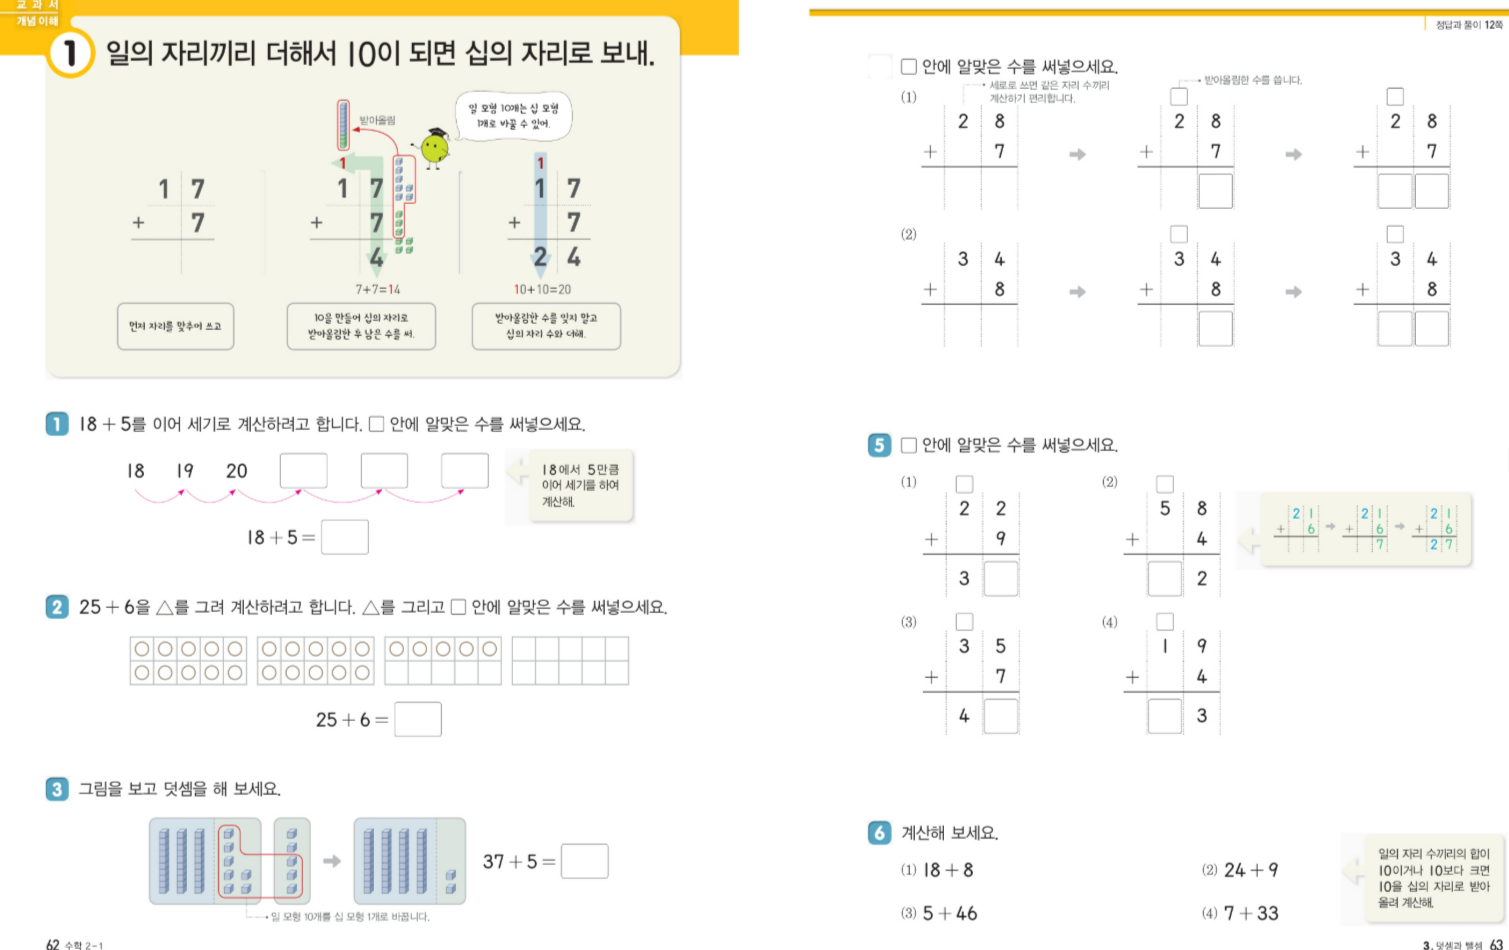 교 과 서
개념 이해
1 일의 자리끼리 더해서 10이 되면 십의 자리로 보내.
일 모형 10개는 십 모형
1개로 바꿀 수 있어.
받아올림
1 7
+ 7
1
1 7
+ 7
4
7+7=14
1
1 7
+ 7
2 4
10+10=20
먼저 자리를 맞추어 쓰고
10을 만들어 십의 자리로
받아올림한 후 남은 수를 써.
받아올림한 수를 잊지 말고
십의 자리 수와 더해.
1 18 + 5를 이어 세기로 계산하려고 합니다. □ 안에 알맞은 수를 써넣으세요.
18 19 20 □ □ □
18에서 5만큼
이어 세기를 하여
계산해.
18 + 5 = □
2 25 + 6을 △를 그려 계산하려고 합니다. △를 그리고 □ 안에 알맞은 수를 써넣으세요.
25 + 6 = □
3 그림을 보고 덧셈을 해 보세요.
37 + 5 = □
일 모형 10개를 십 모형 1개로 바꿉니다.
62 수학 2-1
정답과 풀이 12쪽
□ 안에 알맞은 수를 써넣으세요.
세로로 쓰면 같은 자리 수끼리
계산하기 편리합니다.
받아올림한 수를 씁니다.
(1)
2 8
+ 7
□
2 8
+ 7
□
□
2 8
+ 7
□ □
(2)
3 4
+ 8
□
3 4
+ 8
□
□
3 4
+ 8
□ □
5 □ 안에 알맞은 수를 써넣으세요.
(1)
□
2 2
+ 9
3 □
(2)
□
5 8
+ 4
□ 2
2 1
+ 6
2 1
+ 6
7
2 1
+ 6
2 7
(3)
□
3 5
+ 7
4 □
(4)
□
1 9
+ 4
□ 3
6 계산해 보세요.
(1) 18 + 8 (2) 24 + 9
(3) 5 + 46 (4) 7 + 33
일의 자리 수끼리의 합이
10이거나 10보다 크면
10을 십의 자리로 받아
올려 계산해.
3. 덧셈과 뺄셈 63